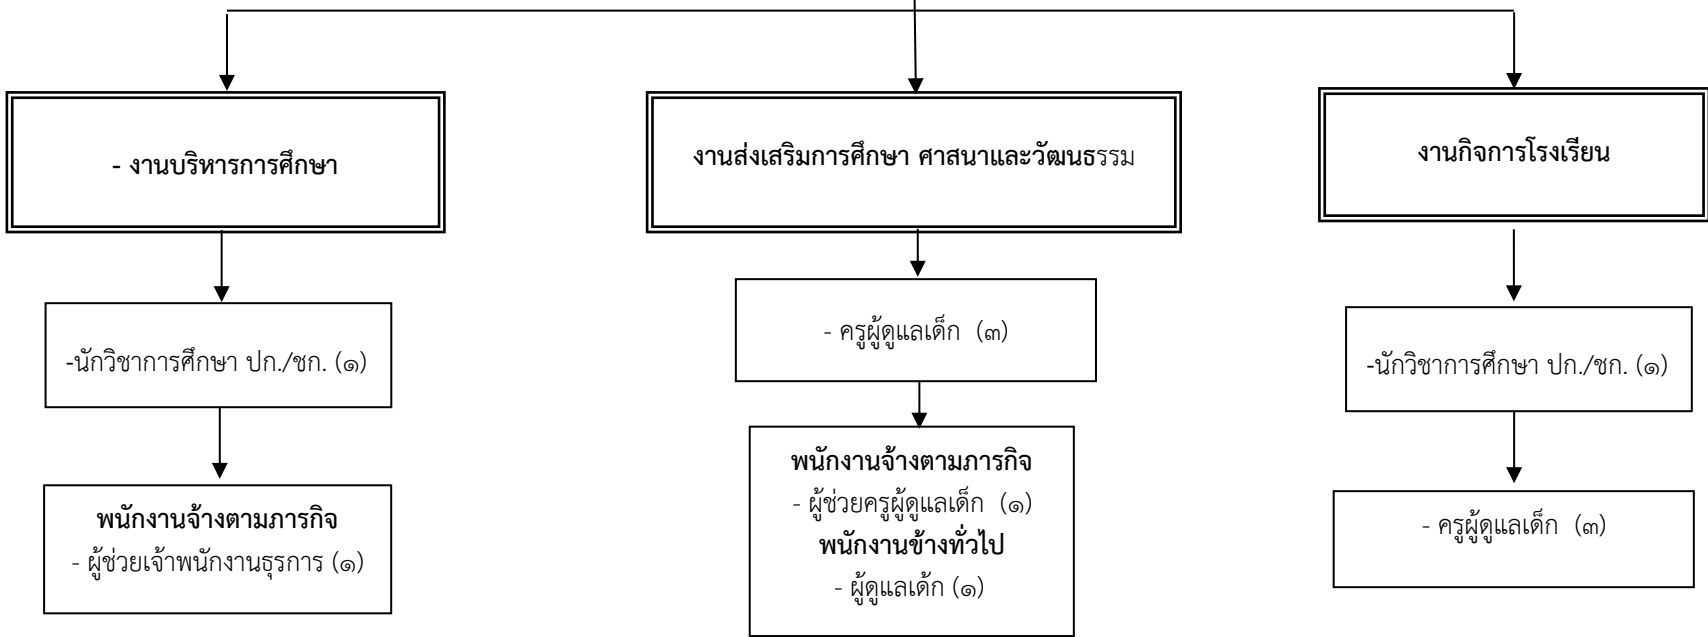 - งานบริหารการศึกษา
-นักวิชาการศึกษา ปก./ชก. (๑)
พนักงานจ้างตามภารกิจ
- ผู้ช่วยเจ้าพนักงานธุรการ (๑)
งานส่งเสริมการศึกษา ศาสนาและวัฒนธรรม
- ครูผู้ดูแลเด็ก (๓)
พนักงานจ้างตามภารกิจ
- ผู้ช่วยครูผู้ดูแลเด็ก (๑)
พนักงานข้างทั่วไป
- ผู้ดูแลเด้ก (๑)
งานกิจการโรงเรียน
-นักวิชาการศึกษา ปก./ชก. (๑)
- ครูผู้ดูแลเด็ก (๓)